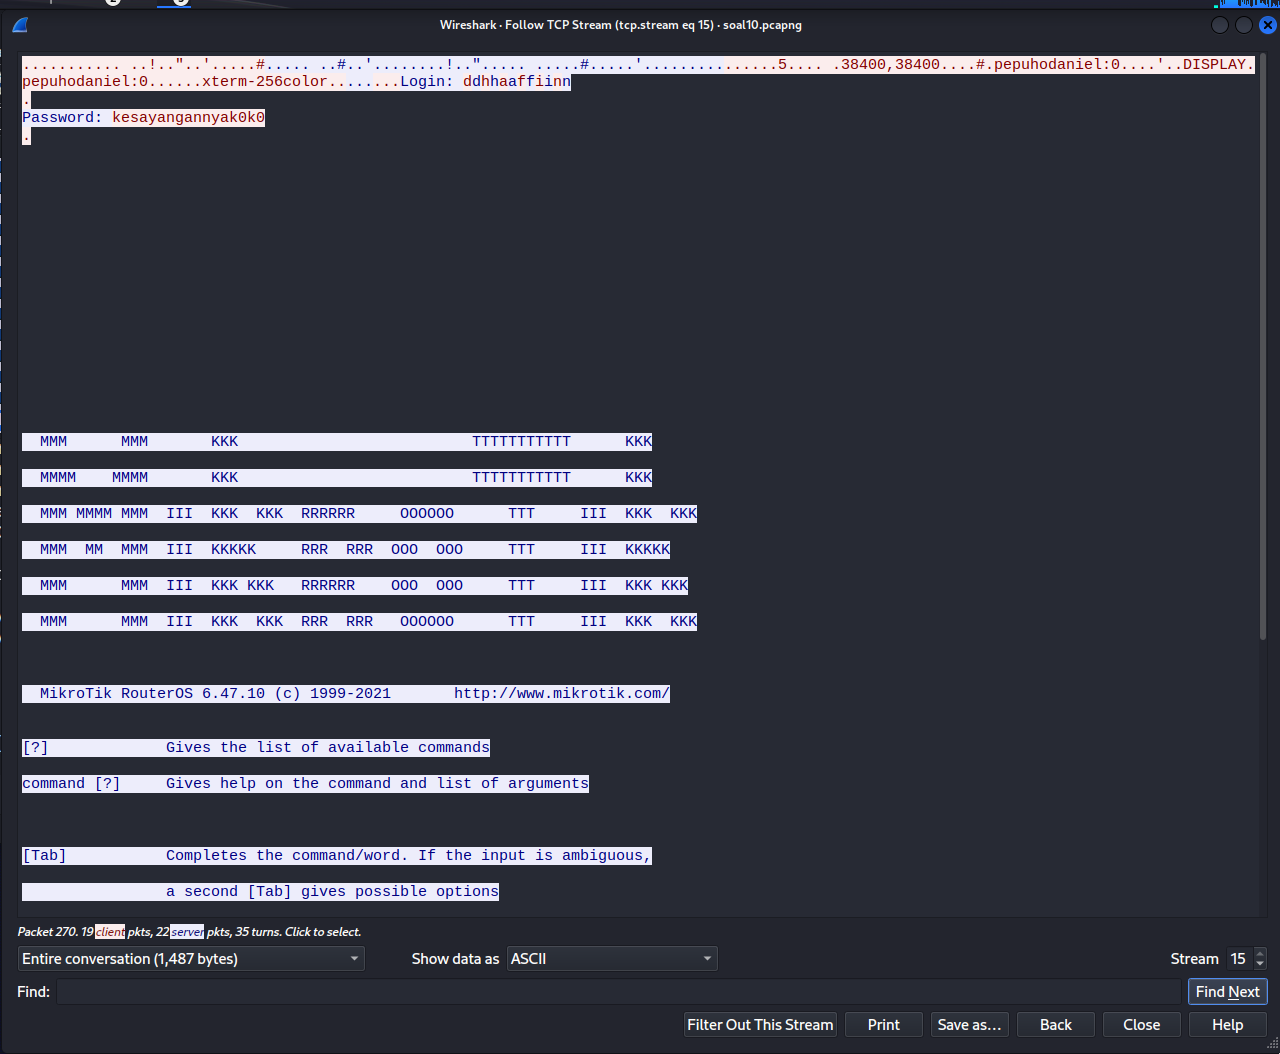 Wireshark · Follow TCP Stream (tcp.stream eq 15) · soal10.pcapng
........... ..!.."..'.....#..... ..#..'........!.."..... .....#.....'...............5.... .38400,38400....#.pepuhodaniel:0....'..DISPLAY.
pepuhodaniel:0......xterm-256color........Login: ddhhaaffiinn
.
Password: kesayangannyak0k0
.
MMM      MMM       KKK                          TTTTTTTTTTT      KKK
MMMM    MMMM       KKK                          TTTTTTTTTTT      KKK
MMM MMMM MMM  III  KKK  KKK  RRRRRR     OOOOOO      TTT     III  KKK  KKK
MMM  MM  MMM  III  KKKKK     RRR  RRR  OOO  OOO     TTT     III  KKKKK
MMM      MMM  III  KKK KKK   RRRRRR    OOO  OOO     TTT     III  KKK KKK
MMM      MMM  III  KKK  KKK  RRR  RRR   OOOOOO      TTT     III  KKK  KKK
MikroTik RouterOS 6.47.10 (c) 1999-2021       http://www.mikrotik.com/
[?]             Gives the list of available commands
command [?]     Gives help on the command and list of arguments
[Tab]           Completes the command/word. If the input is ambiguous,
a second [Tab] gives possible options
Packet 270. 19 client pkts, 22 server pkts, 35 turns. Click to select.
Entire conversation (1,487 bytes) Show data as ASCII Stream 15
Find: Find Next
Filter Out This Stream Print Save as... Back Close Help